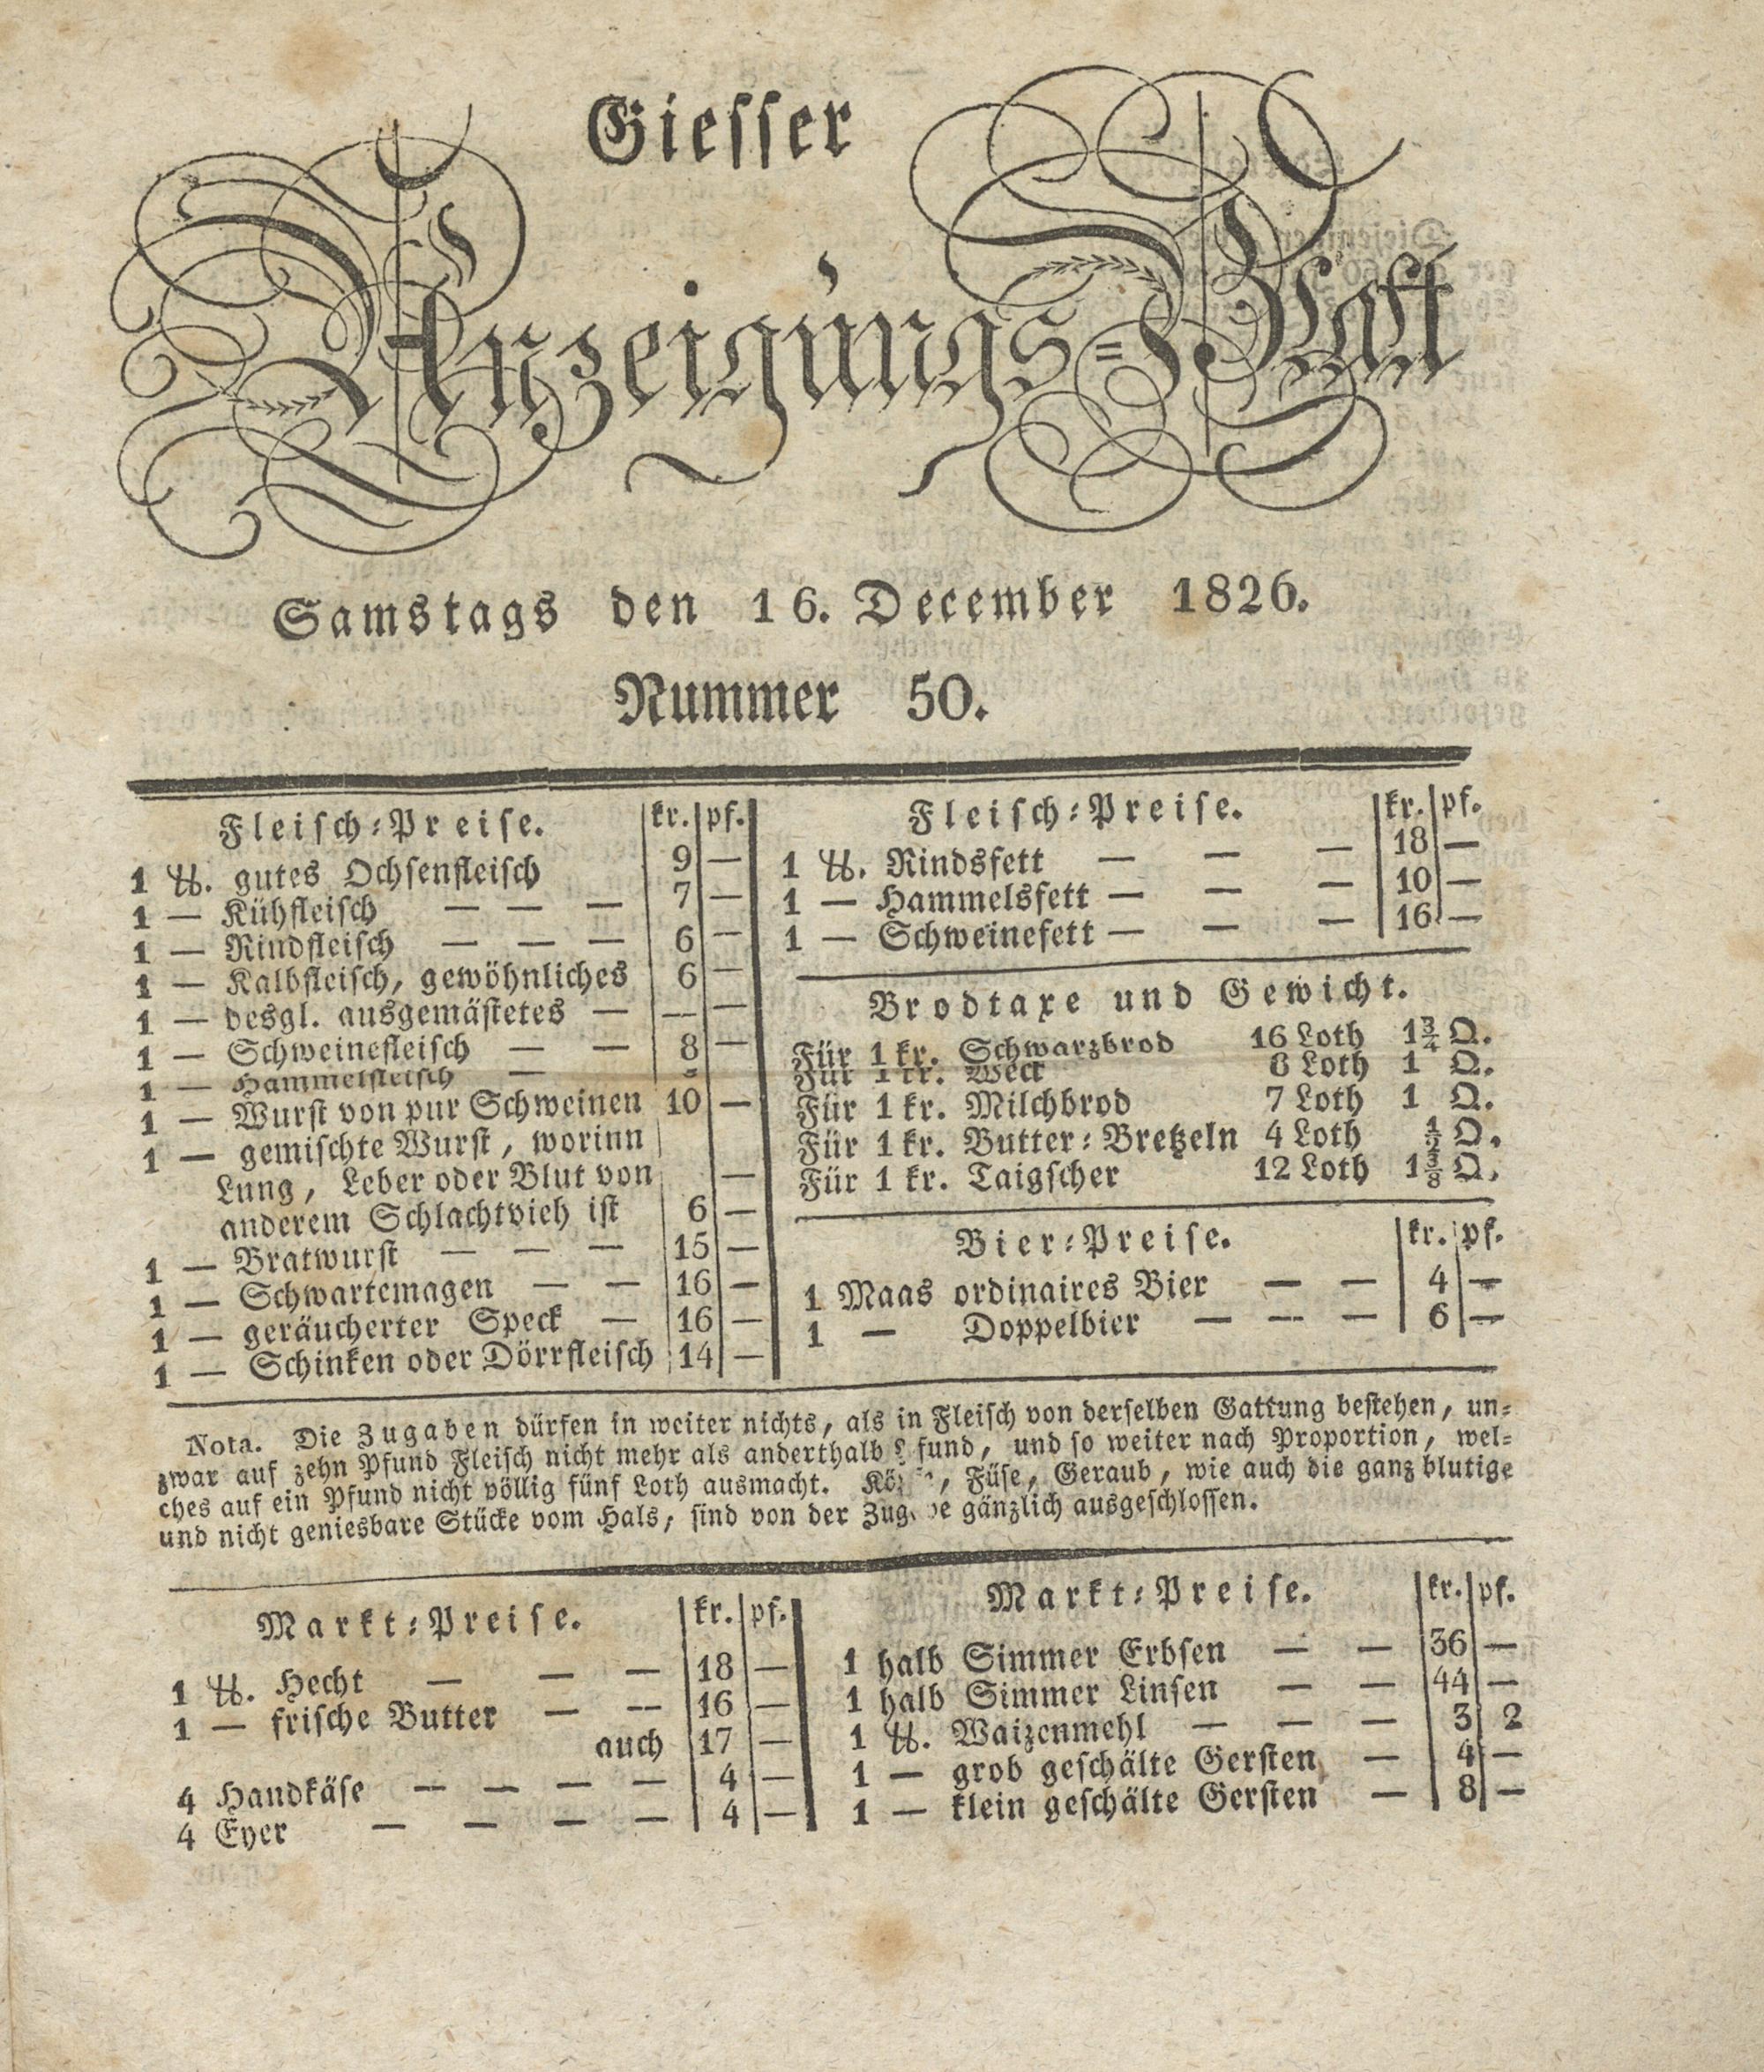 Giesser
Anzeigungs=Blatt
Samstags den 16. December 1826.
Nummer 50.
Fleisch=Preise. kr. pf.
1 ℔. gutes Ochsenfleisch 9 —
1 — Kühfleisch — — — 7 —
1 — Rindfleisch — — — 6 —
1 — Kalbfleisch, gewöhnliches 6 —
1 — desgl. ausgemästetes — — —
1 — Schweinefleisch — — 8 —
1 — Hammelfleisch —
1 — Wurst von pur Schweinen 10 —
1 — gemischte Wurst, worinn
Lung, Leber oder Blut von —
anderem Schlachtvieh ist 6 —
1 — Bratwurst — — — 15 —
1 — Schwartemagen — — 16 —
1 — geräucherter Speck — 16 —
1 — Schinken oder Dörrfleisch 14 —
Fleisch=Preise. kr. pf.
1 ℔. Rindsfett — — — 18 —
1 — Hammelsfett — — — 10 —
1 — Schweinefett — — — 16 —
Brodtaxe und Gewicht.
Für 1 kr. Schwarzbrod 16 Loth 1¾ Q.
Für 1 kr. Weck 8 Loth 1 Q.
Für 1 kr. Milchbrod 7 Loth 1 Q.
Für 1 kr. Butter=Bretzeln 4 Loth ½ Q.
Für 1 kr. Taigscher 12 Loth 1⅜ Q.
Bier=Preise. kr. pf.
1 Maas ordinaires Bier — — 4 —
1 — Doppelbier — — — 6 —
Nota. Die Zugaben dürfen in weiter nichts, als in Fleisch von derselben Gattung bestehen, un=
zwar auf zehn Pfund Fleisch nicht mehr als anderthalb Pfund, und so weiter nach Proportion, wel=
ches auf ein Pfund nicht völlig fünf Loth ausmacht. , Füse, Geraub, wie auch die ganz blutige
und nicht geniesbare Stücke vom Hals, sind von der Zugabe gänzlich ausgeschlossen.
Markt=Preise. kr. pf.
1 ℔. Hecht — — — 18 —
1 — frische Butter — — 16 —
auch 17 —
4 Handkäse — — — — 4 —
4 Eyer — — — — 4 —
Markt=Preise. kr. pf.
1 halb Simmer Erbsen — — 36 —
1 halb Simmer Linsen — — 44 —
1 ℔. Waizenmehl — — — 3 2
1 — grob geschälte Gersten — 4 —
1 — klein geschälte Gersten — 8 —